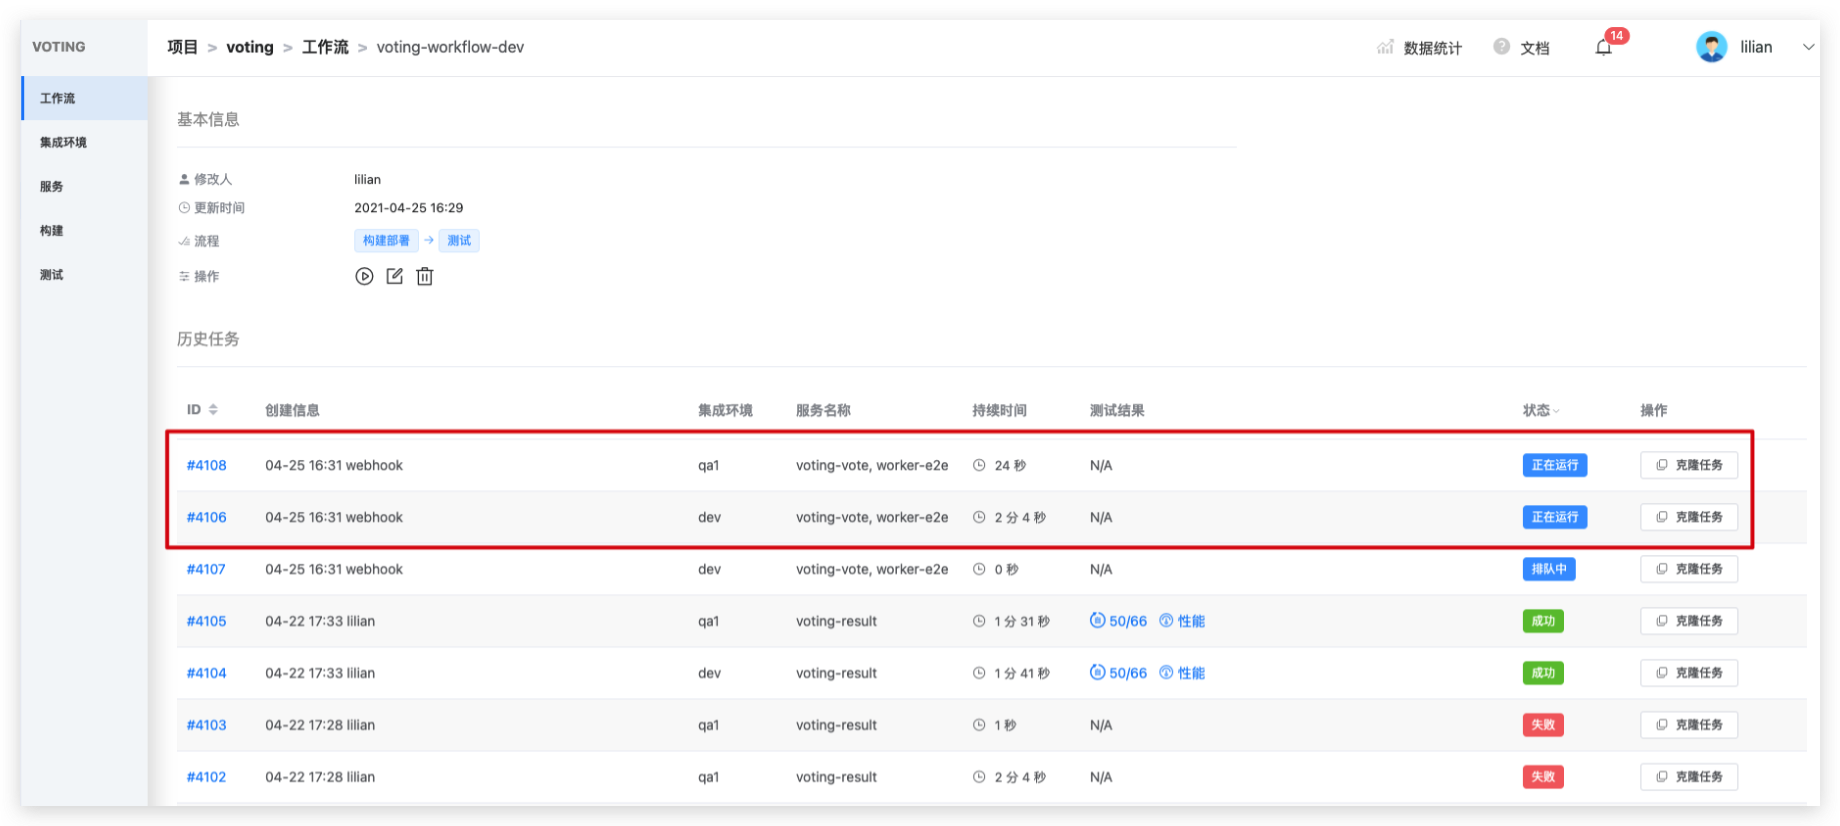 VOTING
项目 > voting > 工作流 > voting-workflow-dev
数据统计 文档 14 lilian
工作流
集成环境
服务
构建
测试
基本信息
修改人 lilian
更新时间 2021-04-25 16:29
流程 构建部署 → 测试
操作
历史任务
ID 创建信息 集成环境 服务名称 持续时间 测试结果 状态 操作
#4108 04-25 16:31 webhook qa1 voting-vote, worker-e2e 24 秒 N/A 正在运行 克隆任务
#4106 04-25 16:31 webhook dev voting-vote, worker-e2e 2 分 4 秒 N/A 正在运行 克隆任务
#4107 04-25 16:31 webhook dev voting-vote, worker-e2e 0 秒 N/A 排队中 克隆任务
#4105 04-22 17:33 lilian qa1 voting-result 1 分 31 秒 50/66 性能 成功 克隆任务
#4104 04-22 17:33 lilian dev voting-result 1 分 41 秒 50/66 性能 成功 克隆任务
#4103 04-22 17:28 lilian qa1 voting-result 1 秒 N/A 失败 克隆任务
#4102 04-22 17:28 lilian qa1 voting-result 2 分 4 秒 N/A 失败 克隆任务